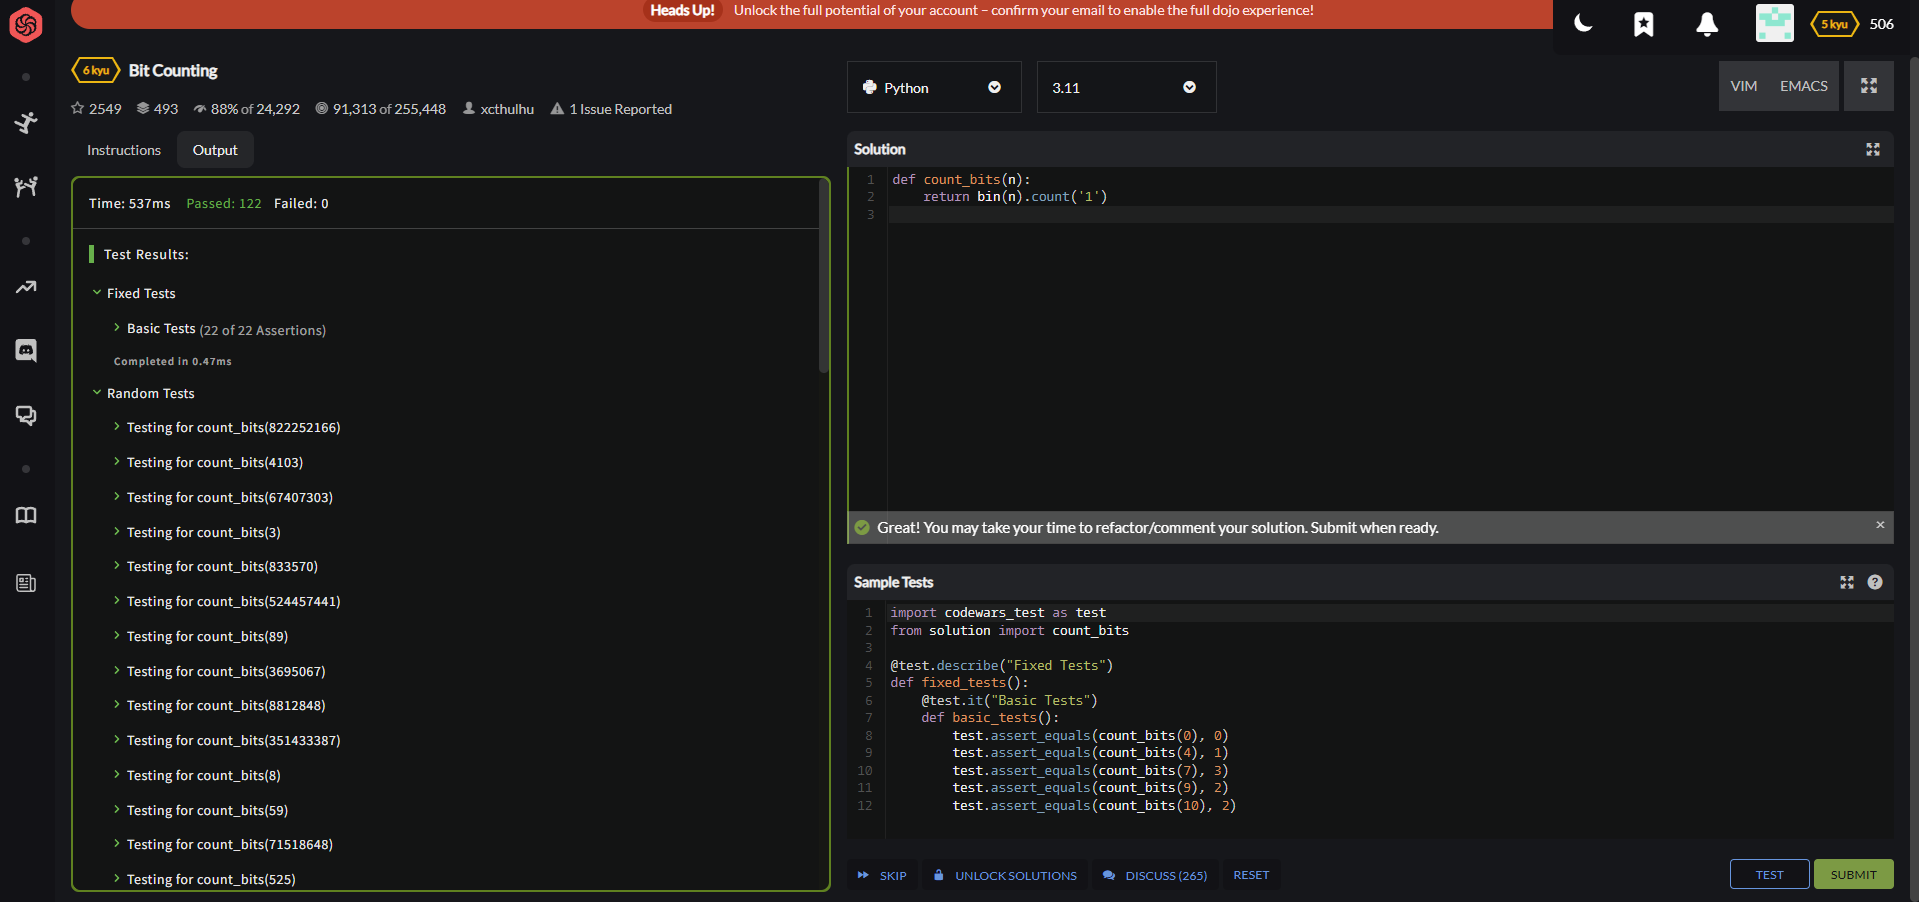 Heads Up! Unlock the full potential of your account – confirm your email to enable the full dojo experience!
5 kyu 506
6 kyu Bit Counting
2549 493 88% of 24,292 91,313 of 255,448 xcthulhu 1 Issue Reported
Instructions Output
Time: 537ms Passed: 122 Failed: 0
Test Results:
Fixed Tests
Basic Tests (22 of 22 Assertions)
Completed in 0.47ms
Random Tests
Testing for count_bits(822252166)
Testing for count_bits(4103)
Testing for count_bits(67407303)
Testing for count_bits(3)
Testing for count_bits(833570)
Testing for count_bits(524457441)
Testing for count_bits(89)
Testing for count_bits(3695067)
Testing for count_bits(8812848)
Testing for count_bits(351433387)
Testing for count_bits(8)
Testing for count_bits(59)
Testing for count_bits(71518648)
Testing for count_bits(525)
Python 3.11 VIM EMACS
Solution
1 def count_bits(n):
2 return bin(n).count('1')
3
Great! You may take your time to refactor/comment your solution. Submit when ready. ×
Sample Tests ?
1 import codewars_test as test
2 from solution import count_bits
3
4 @test.describe("Fixed Tests")
5 def fixed_tests():
6 @test.it("Basic Tests")
7 def basic_tests():
8 test.assert_equals(count_bits(0), 0)
9 test.assert_equals(count_bits(4), 1)
10 test.assert_equals(count_bits(7), 3)
11 test.assert_equals(count_bits(9), 2)
12 test.assert_equals(count_bits(10), 2)
SKIP UNLOCK SOLUTIONS DISCUSS (265) RESET TEST SUBMIT